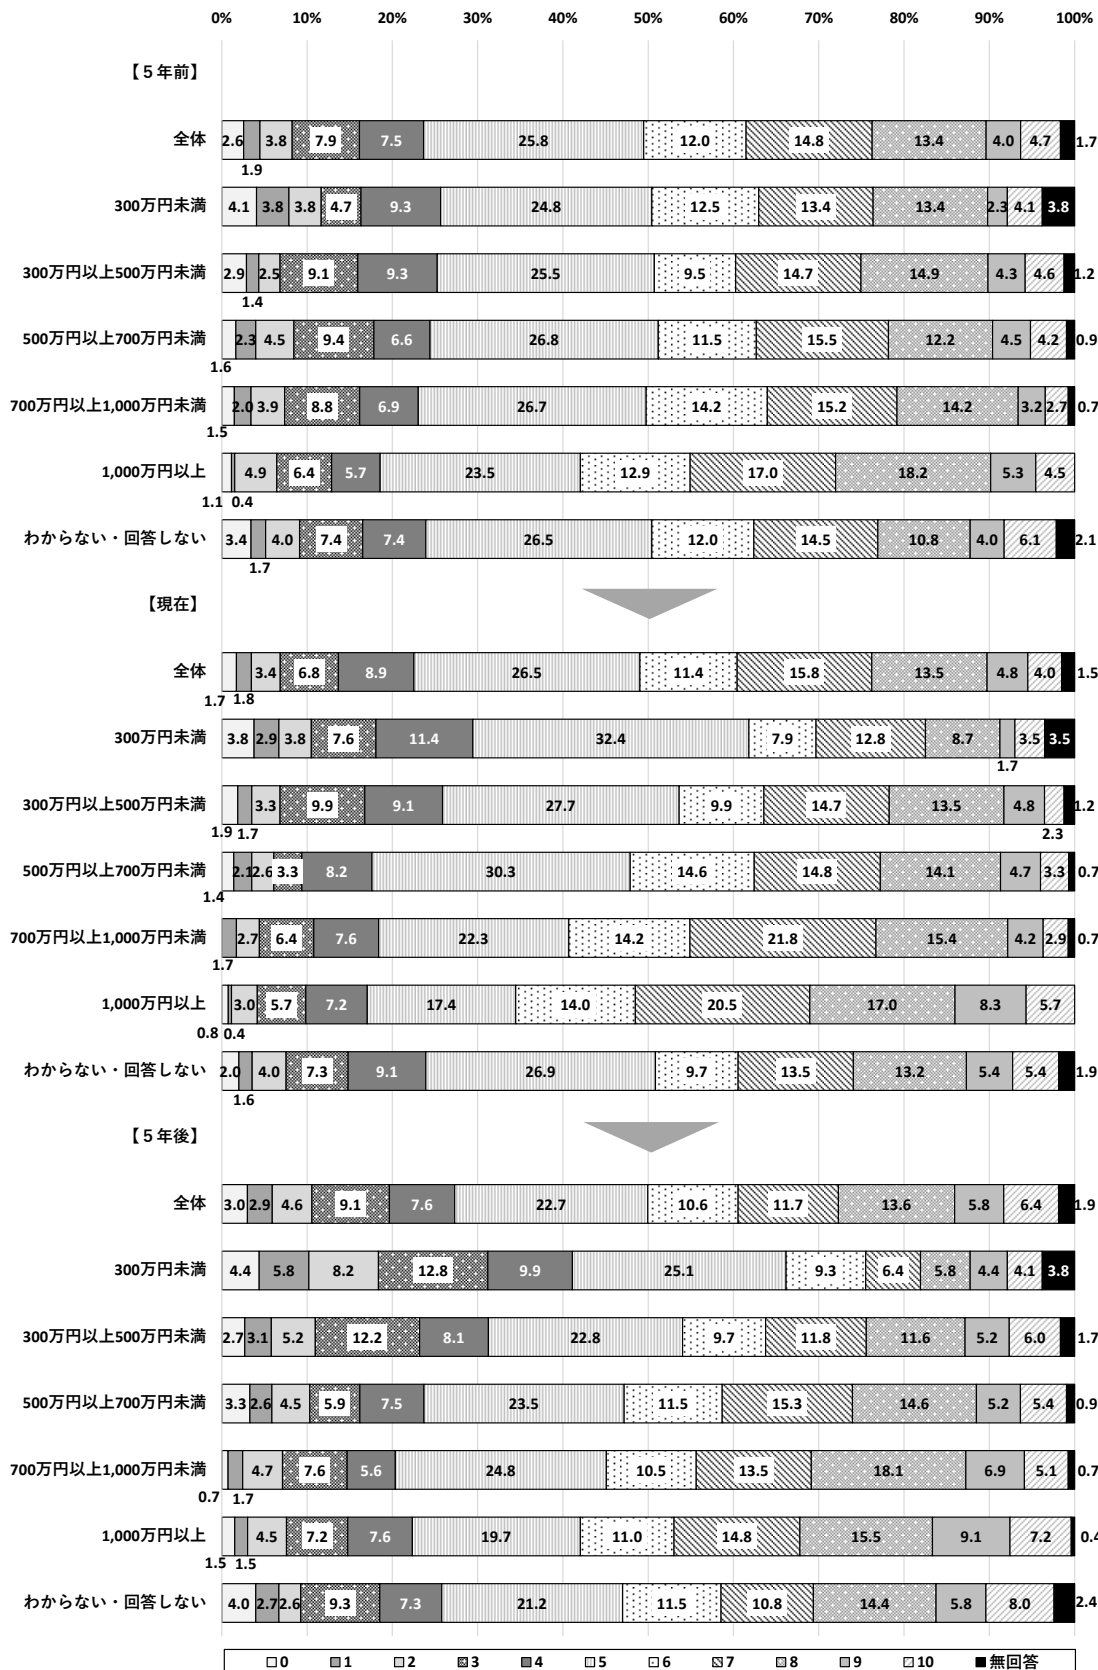 0% 10% 20% 30% 40% 50% 60% 70% 80% 90% 100%
【５年前】
全体 2.6 1.9 3.8 7.9 7.5 25.8 12.0 14.8 13.4 4.0 4.7 1.7
300万円未満 4.1 3.8 3.8 4.7 9.3 24.8 12.5 13.4 13.4 2.3 4.1 3.8
300万円以上500万円未満 2.9 1.4 2.5 9.1 9.3 25.5 9.5 14.7 14.9 4.3 4.6 1.2
500万円以上700万円未満 1.6 2.3 4.5 9.4 6.6 26.8 11.5 15.5 12.2 4.5 4.2 0.9
700万円以上1,000万円未満 1.5 2.0 3.9 8.8 6.9 26.7 14.2 15.2 14.2 3.2 2.7 0.7
1,000万円以上 1.1 0.4 4.9 6.4 5.7 23.5 12.9 17.0 18.2 5.3 4.5
わからない・回答しない 3.4 1.7 4.0 7.4 7.4 26.5 12.0 14.5 10.8 4.0 6.1 2.1
【現在】
全体 1.7 1.8 3.4 6.8 8.9 26.5 11.4 15.8 13.5 4.8 4.0 1.5
300万円未満 3.8 2.9 3.8 7.6 11.4 32.4 7.9 12.8 8.7 1.7 3.5 3.5
300万円以上500万円未満 1.9 1.7 3.3 9.9 9.1 27.7 9.9 14.7 13.5 4.8 2.3 1.2
500万円以上700万円未満 1.4 2.1 2.6 3.3 8.2 30.3 14.6 14.8 14.1 4.7 3.3 0.7
700万円以上1,000万円未満 1.7 2.7 6.4 7.6 22.3 14.2 21.8 15.4 4.2 2.9 0.7
1,000万円以上 0.8 0.4 3.0 5.7 7.2 17.4 14.0 20.5 17.0 8.3 5.7
わからない・回答しない 2.0 1.6 4.0 7.3 9.1 26.9 9.7 13.5 13.2 5.4 5.4 1.9
【５年後】
全体 3.0 2.9 4.6 9.1 7.6 22.7 10.6 11.7 13.6 5.8 6.4 1.9
300万円未満 4.4 5.8 8.2 12.8 9.9 25.1 9.3 6.4 5.8 4.4 4.1 3.8
300万円以上500万円未満 2.7 3.1 5.2 12.2 8.1 22.8 9.7 11.8 11.6 5.2 6.0 1.7
500万円以上700万円未満 3.3 2.6 4.5 5.9 7.5 23.5 11.5 15.3 14.6 5.2 5.4 0.9
700万円以上1,000万円未満 0.7 1.7 4.7 7.6 5.6 24.8 10.5 13.5 18.1 6.9 5.1 0.7
1,000万円以上 1.5 1.5 4.5 7.2 7.6 19.7 11.0 14.8 15.5 9.1 7.2 0.4
わからない・回答しない 4.0 2.7 2.6 9.3 7.3 21.2 11.5 10.8 14.4 5.8 8.0 2.4
0 1 2 3 4 5 6 7 8 9 10 無回答